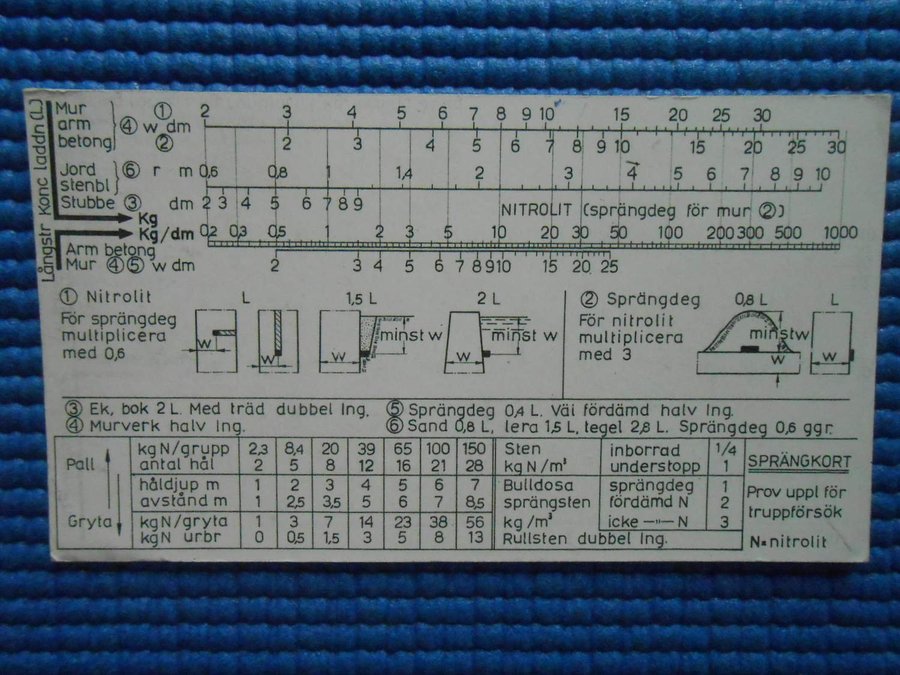 Långstr Konc laddn (L)
Mur arm betong ④ w dm ① 2 3 4 5 6 7 8 9 10 15 20 25 30
② 2 3 4 5 6 7 8 9 10 15 20 25 30
Jord stenbl ⑥ r m 0,6 0,8 1 1,4 2 3 4 5 6 7 8 9 10
Stubbe ③ dm 2 3 4 5 6 7 8 9 NITROLIT (sprängdeg för mur ②)
Kg
Kg/dm 0,2 0,3 0,5 1 2 3 5 10 20 30 50 100 200 300 500 1000
Arm betong
Mur ④ ⑤ w dm 2 3 4 5 6 7 8 9 10 15 20 25
① Nitrolit L 1,5 L 2 L
För sprängdeg
multiplicera
med 0,6
w w w minst w w minst w
② Sprängdeg 0,8 L L
För nitrolit
multiplicera
med 3
minst w w w
③ Ek, bok 2 L. Med träd dubbel lng. ⑤ Sprängdeg 0,4 L. Väl fördämd halv lng.
④ Murverk halv lng. ⑥ Sand 0,8 L, lera 1,5 L, tegel 2,8 L. Sprängdeg 0,6 ggr.
Pall kgN/grupp 2,3 8,4 20 39 65 100 150
antal hål 2 5 8 12 16 21 28
håldjup m 1 2 3 4 5 6 7
avstånd m 1 2,5 3,5 5 6 7 8,5
Gryta kgN/gryta 1 3 7 14 23 38 56
kgN urbr 0 0,5 1,5 3 5 8 13
Sten inborrad 1/4
kgN/m³ understopp 1
Bulldosa sprängdeg 1
sprängsten fördämd N 2
kg/m³ icke —"— N 3
Rullsten dubbel lng.
SPRÄNGKORT
Prov uppl för
truppförsök
N=nitrolit